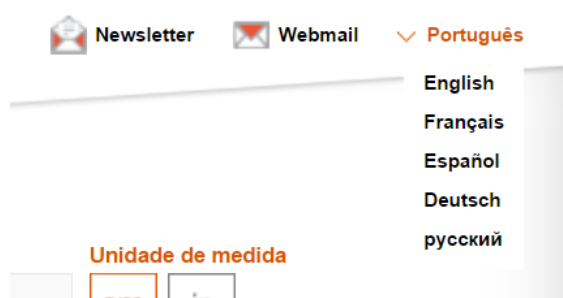 Newsletter Webmail Português
English
Français
Español
Deutsch
русский
Unidade de medida